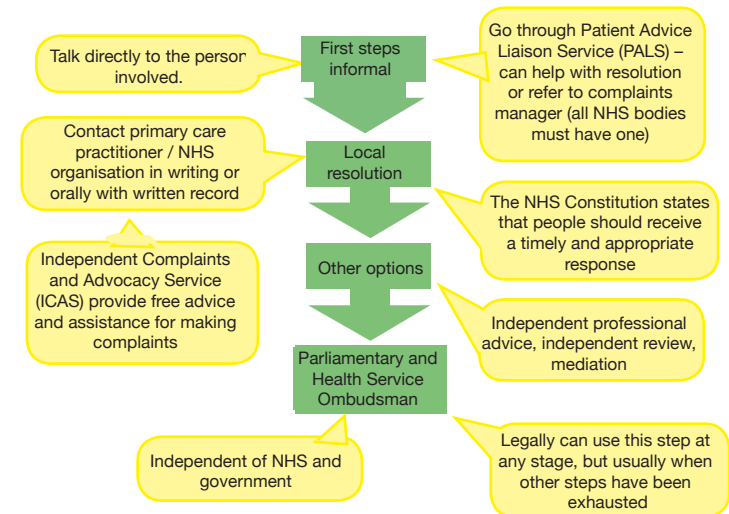 First steps
informal
Talk directly to the person
involved.
Go through Patient Advice
Liaison Service (PALS) –
can help with resolution
or refer to complaints
manager (all NHS bodies
must have one)
Contact primary care
practitioner / NHS
organisation in writing or
orally with written record
Local
resolution
The NHS Constitution states
that people should receive
a timely and appropriate
response
Independent Complaints
and Advocacy Service
(ICAS) provide free advice
and assistance for making
complaints
Other options
Independent professional
advice, independent review,
mediation
Parliamentary and
Health Service
Ombudsman
Independent of NHS and
government
Legally can use this step at
any stage, but usually when
other steps have been
exhausted